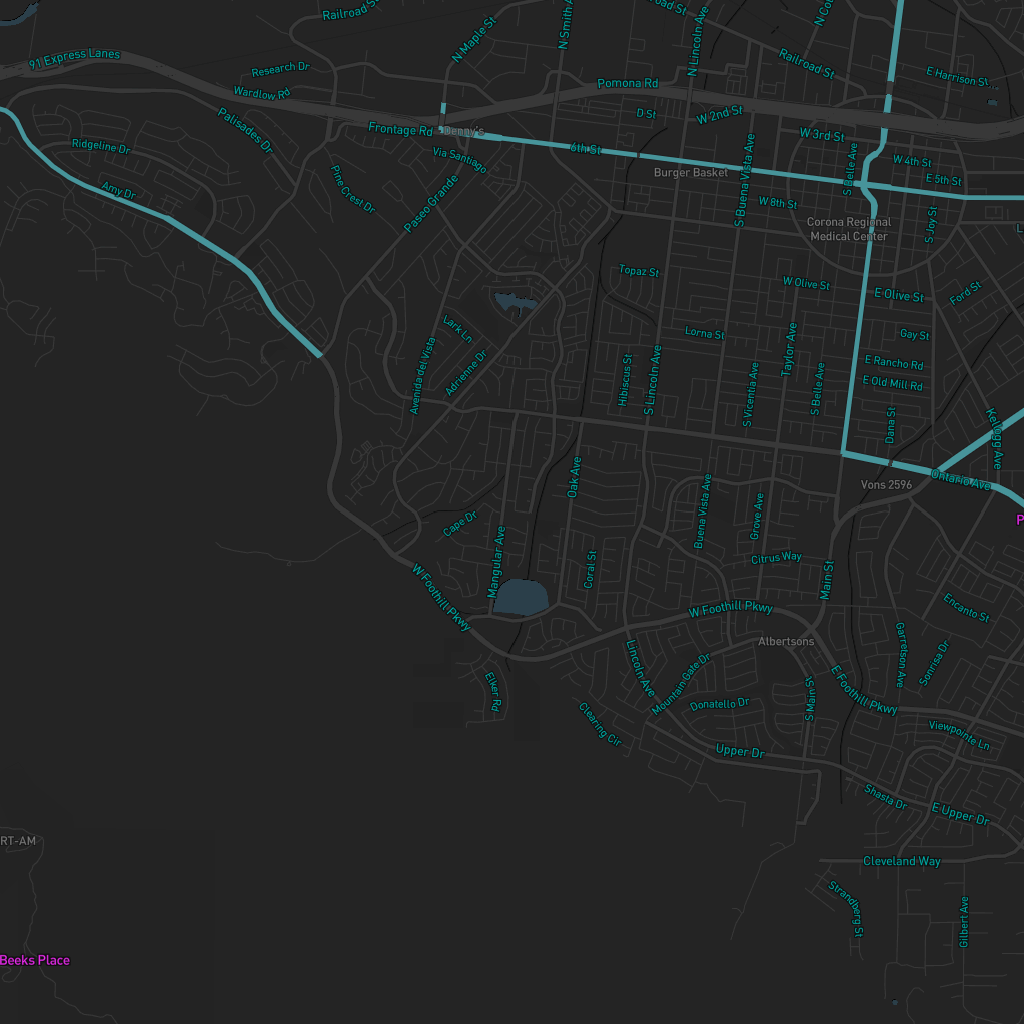 Railroad St
N Maple St
N Smith A
road St
N Lincoln Ave
N Co
91 Express Lanes
Research Dr
Railroad St
E Harrison S
Pomona Rd
Wardlow Rd
Palisades Dr
D St
W 2nd St
Frontage Rd
Denny's
W 3rd St
Ridgeline Dr
6th St
Via Santiago
W 4th St
S Belle Ave
Burger Basket
E 5th St
Amy Dr
Pine Crest Dr
Paseo Grande
S Buena Vista Ave
W 8th St
Corona Regional
Medical Center
S Joy St
L
Topaz St
W Olive St
E Olive St
Ford St
Lark Ln
Lorna St
Gay St
Taylor Ave
Avenida del Vista
Adrienne Dr
Hibiscus St
S Lincoln Ave
E Rancho Rd
E Old Mill Rd
S Vicentia Ave
S Belle Ave
Dana St
Kellogg Ave
Oak Ave
Ontario Ave
Vons 2596
Buena Vista Ave
Grove Ave
P
Cape Dr
Mangular Ave
Coral St
Citrus Way
Main St
W Foothill Pkwy
W Foothill Pkwy
Encanto St
Albertsons
Garretson Ave
Sonrisa Dr
Lincoln Ave
Mountain Gate Dr
E Foothill Pkwy
Elker Rd
Donatello Dr
S Main St
Clearing Cir
Viewpointe Ln
Upper Dr
Shasta Dr
E Upper Dr
RT-AM
Cleveland Way
Strandberg St
Gilbert Ave
Beeks Place